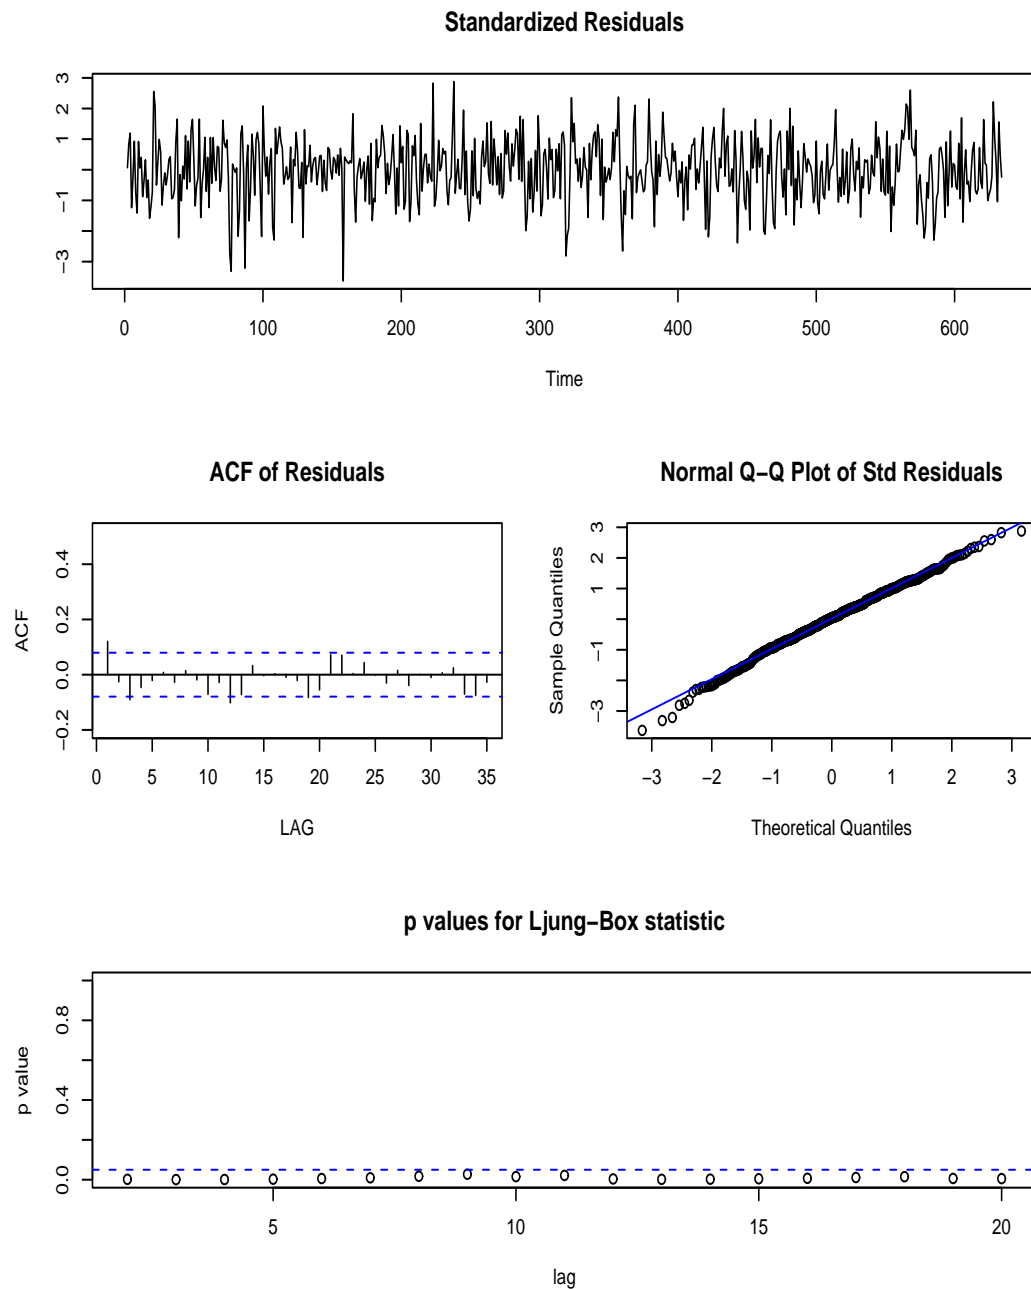 Standardized Residuals
3
2
1
−1
−3
0 100 200 300 400 500 600
Time
ACF of Residuals
ACF
0.4
0.2
0.0
−0.2
0 5 10 15 20 25 30 35
LAG
Normal Q−Q Plot of Std Residuals
Sample Quantiles
3
2
1
−1
−3
−3 −2 −1 0 1 2 3
Theoretical Quantiles
p values for Ljung−Box statistic
p value
0.8
0.4
0.0
5 10 15 20
lag